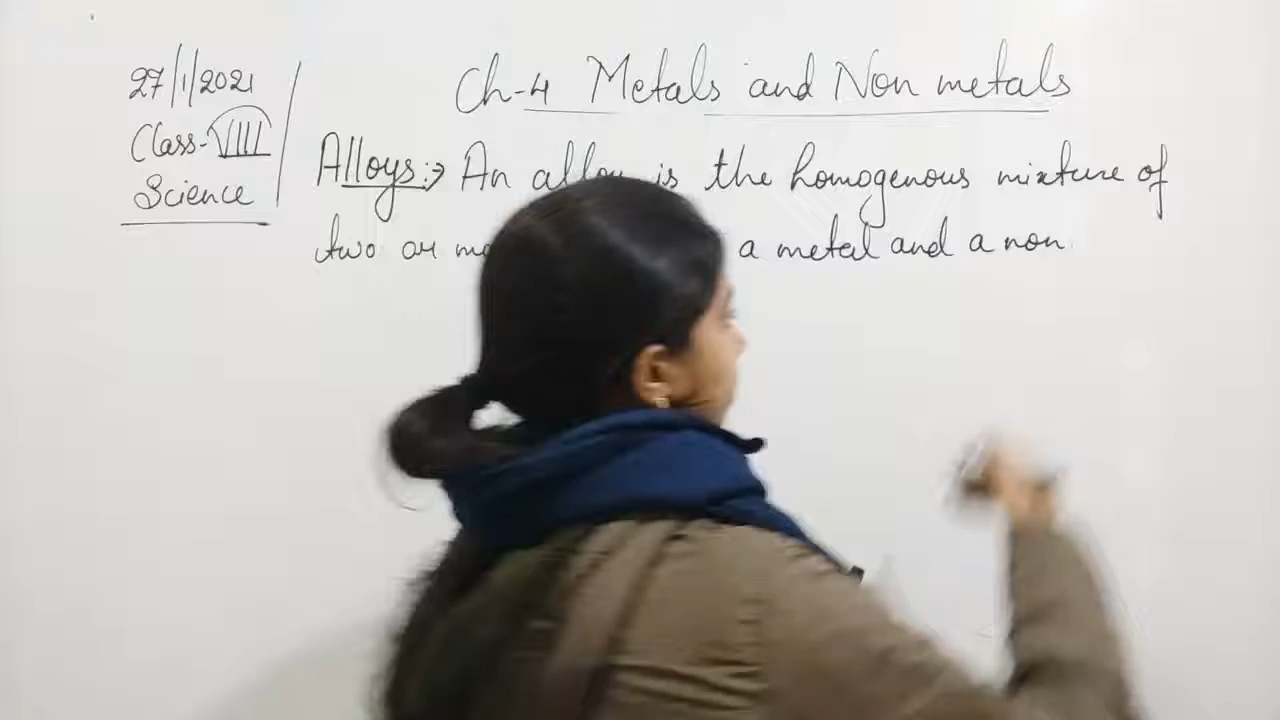 27/1/2021
Class-VIII
Science
Ch-4 Metals and Non metals
Alloys:→ An alloy is the homogenous mixture of
two or a metal and a non